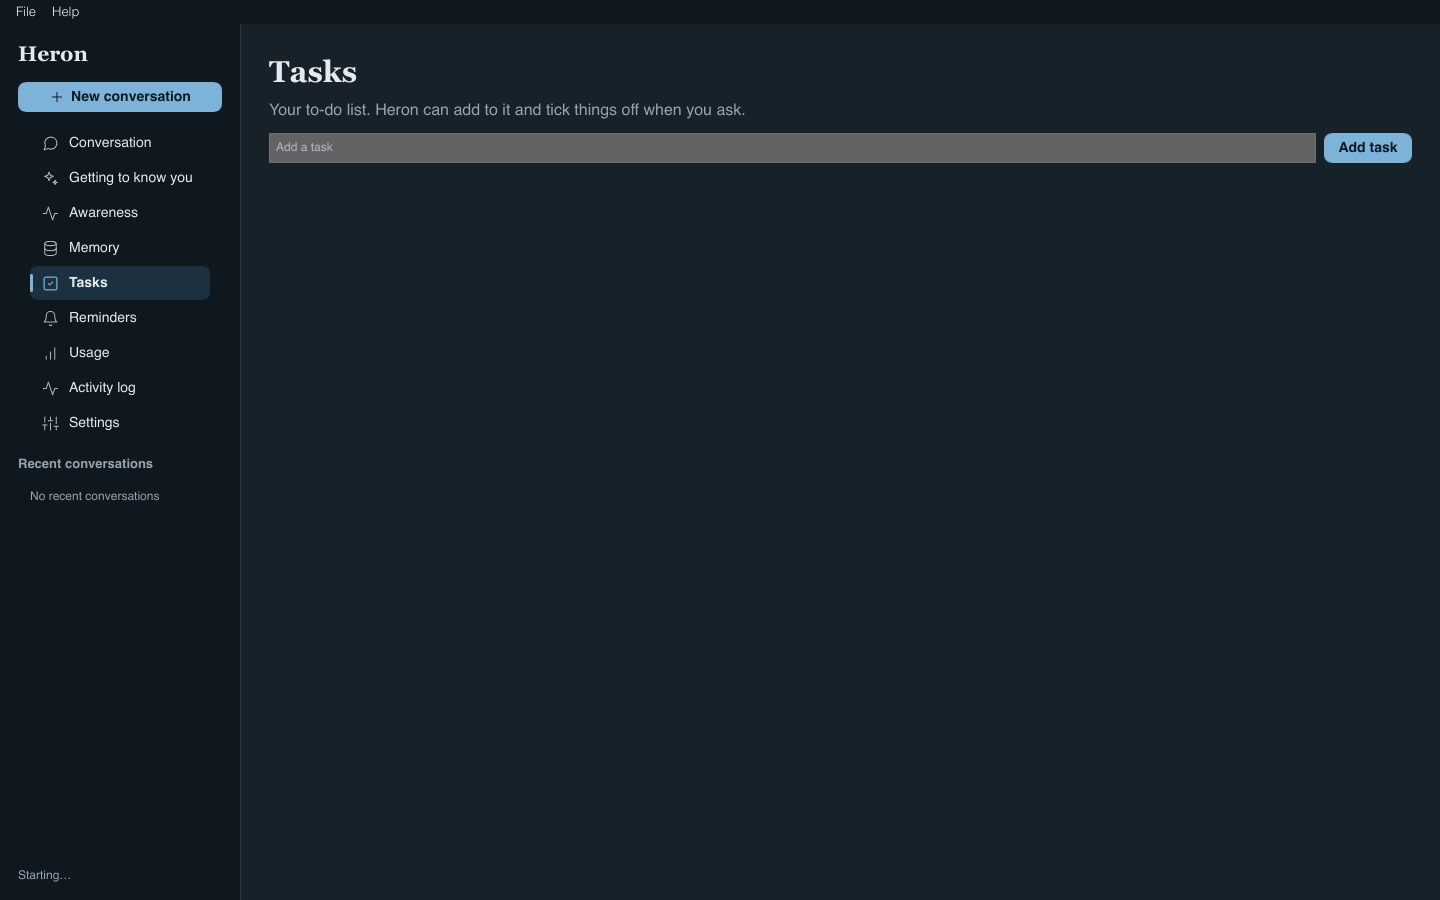 File Help
Heron
New conversation
Conversation
Getting to know you
Awareness
Memory
Tasks
Reminders
Usage
Activity log
Settings
Recent conversations
No recent conversations
Starting…
Tasks
Your to-do list. Heron can add to it and tick things off when you ask.
Add a task
Add task